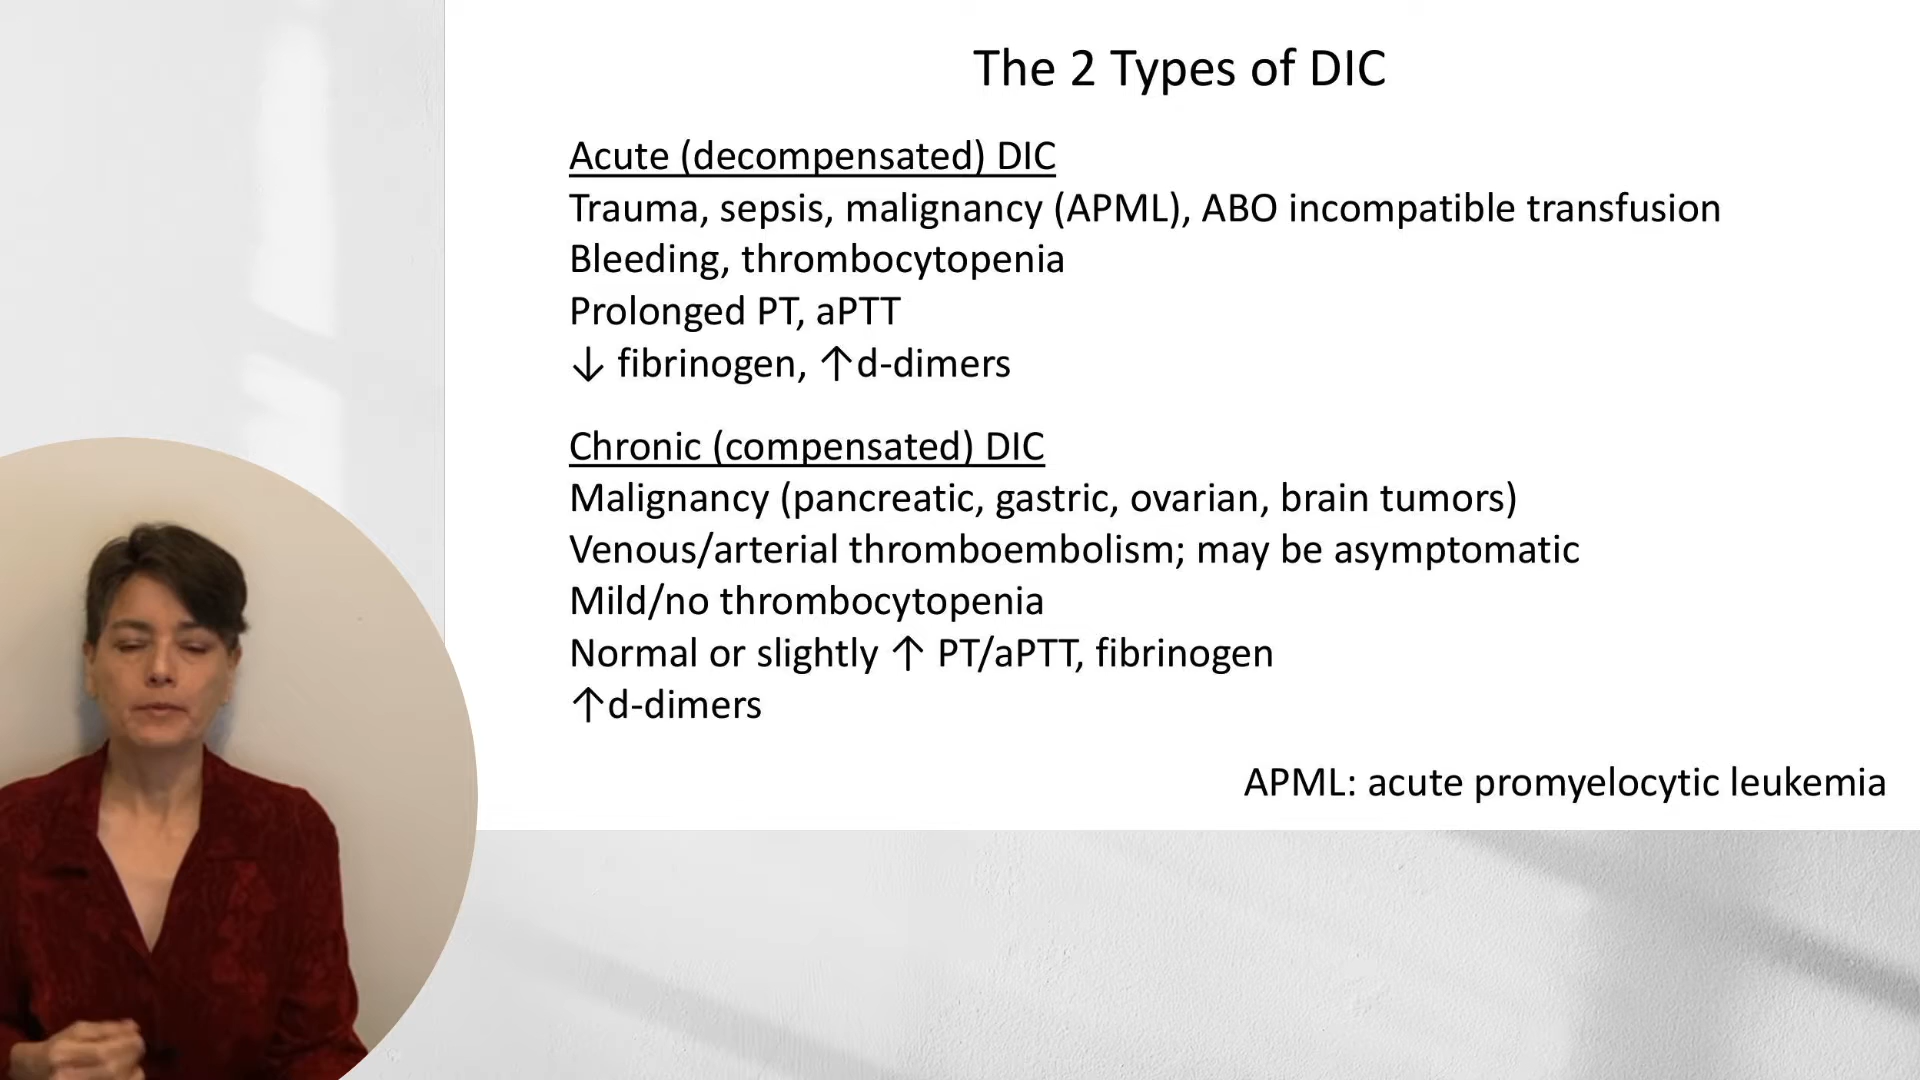 The 2 Types of DIC
Acute (decompensated) DIC
Trauma, sepsis, malignancy (APML), ABO incompatible transfusion
Bleeding, thrombocytopenia
Prolonged PT, aPTT
↓ fibrinogen, ↑d-dimers
Chronic (compensated) DIC
Malignancy (pancreatic, gastric, ovarian, brain tumors)
Venous/arterial thromboembolism; may be asymptomatic
Mild/no thrombocytopenia
Normal or slightly ↑ PT/aPTT, fibrinogen
↑d-dimers
APML: acute promyelocytic leukemia